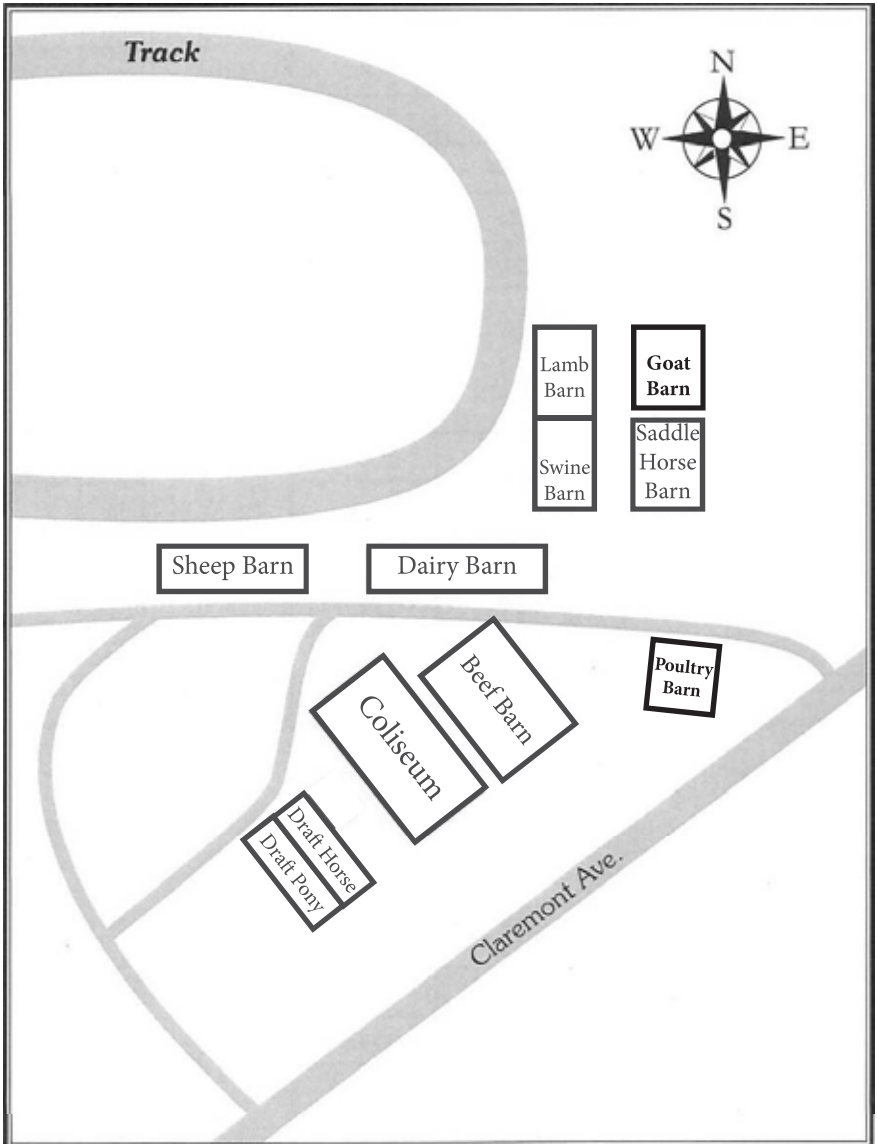 Track
N
W
E
S
Lamb
Barn
Goat
Barn
Swine
Barn
Saddle
Horse
Barn
Sheep Barn
Dairy Barn
Beef Barn
Poultry
Barn
Coliseum
Draft Horse
Draft Pony
Claremont Ave.